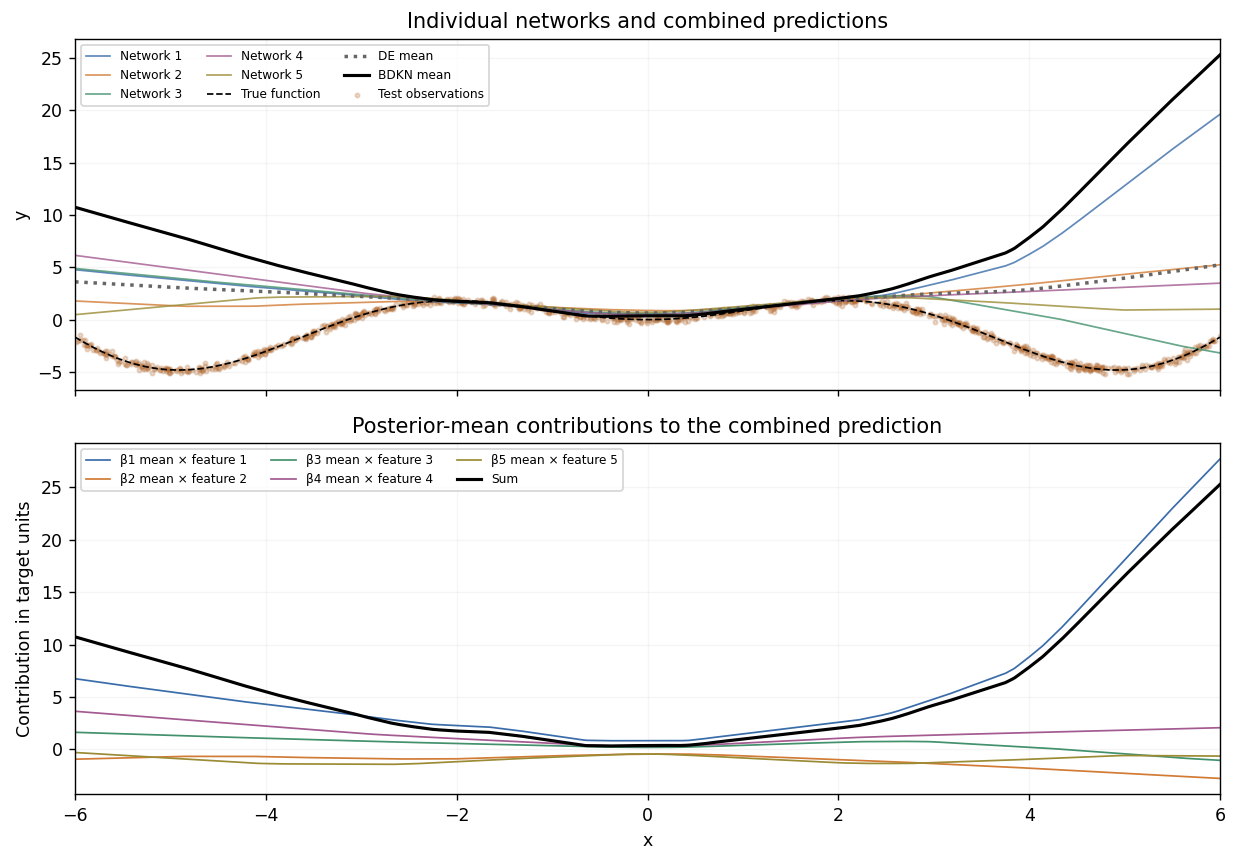 Individual networks and combined predictions
Network 1
Network 2
Network 3
Network 4
Network 5
True function
DE mean
BDKN mean
Test observations
25
20
15
10
5
0
−5
y
Posterior-mean contributions to the combined prediction
β1 mean × feature 1
β2 mean × feature 2
β3 mean × feature 3
β4 mean × feature 4
β5 mean × feature 5
Sum
25
20
15
10
5
0
Contribution in target units
−6
−4
−2
0
2
4
6
x